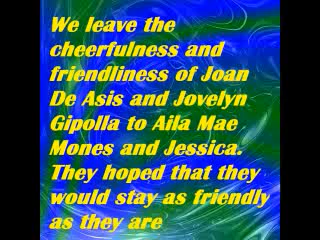 We leave the
cheerfulness and
friendliness of Joan
De Asis and Jovelyn
Gipolla to Aila Mae
Mones and Jessica.
They hoped that they
would stay as friendly
as they are